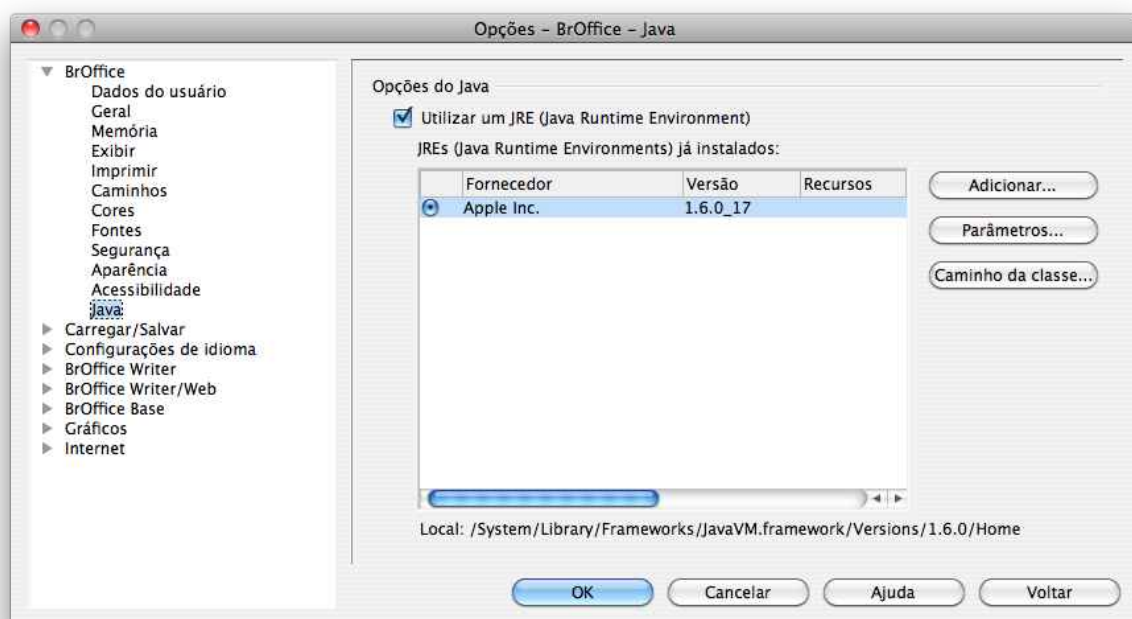 Opções – BrOffice – Java
BrOffice
Dados do usuário
Geral
Memória
Exibir
Imprimir
Caminhos
Cores
Fontes
Segurança
Aparência
Acessibilidade
Java
Carregar/Salvar
Configurações de idioma
BrOffice Writer
BrOffice Writer/Web
BrOffice Base
Gráficos
Internet
Opções do Java
Utilizar um JRE (Java Runtime Environment)
JREs (Java Runtime Environments) já instalados:
Fornecedor Versão Recursos
Apple Inc. 1.6.0_17
Adicionar...
Parâmetros...
Caminho da classe...
Local: /System/Library/Frameworks/JavaVM.framework/Versions/1.6.0/Home
OK Cancelar Ajuda Voltar